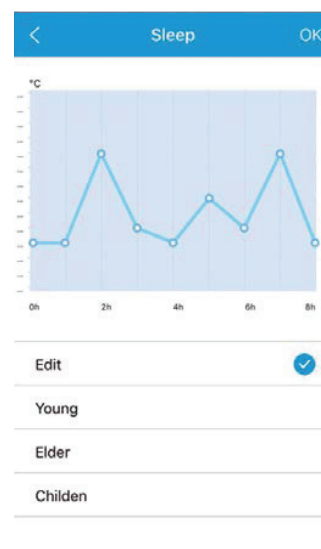 Sleep OK
°C
0h 2h 4h 6h 8h
Edit
Young
Elder
Childen